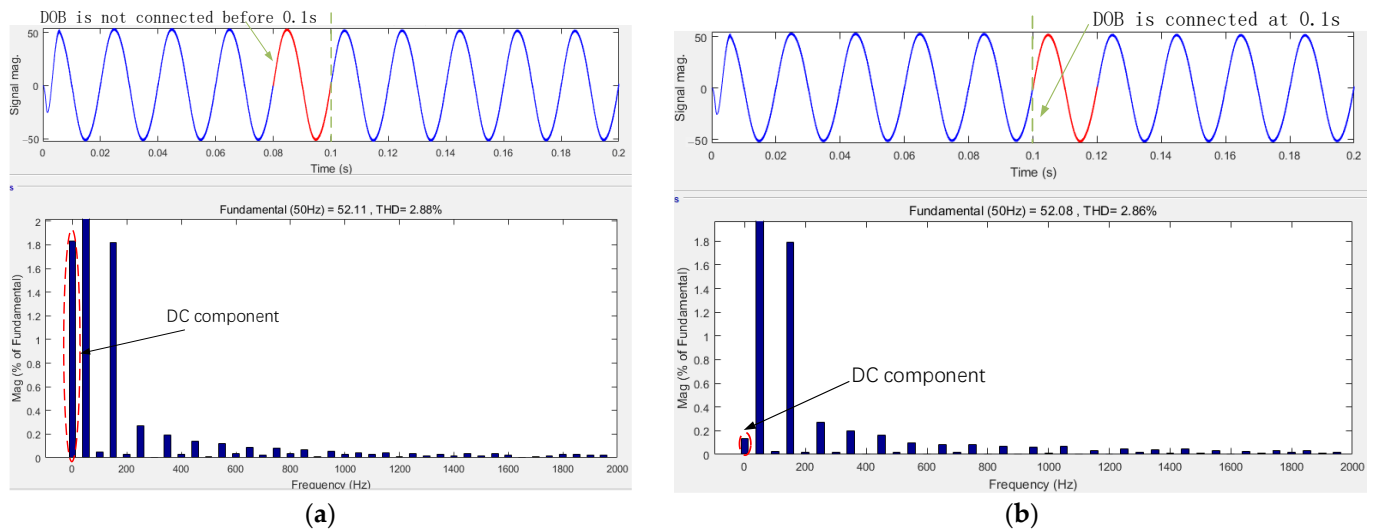 DOB is not connected before 0.1s
Signal mag.
50
0
−50
0 0.02 0.04 0.06 0.08 0.1 0.12 0.14 0.16 0.18 0.2
Time (s)
s
Fundamental (50Hz) = 52.11 , THD= 2.88%
Mag (% of Fundamental)
2
1.8
1.6
1.4
1.2
1
0.8
0.6
0.4
0.2
0
DC component
0 200 400 600 800 1000 1200 1400 1600 1800 2000
Frequency (Hz)
(a)
DOB is connected at 0.1s
Signal mag.
50
0
−50
0 0.02 0.04 0.06 0.08 0.1 0.12 0.14 0.16 0.18 0.2
Time (s)
s
Fundamental (50Hz) = 52.08 , THD= 2.86%
Mag (% of Fundamental)
1.8
1.6
1.4
1.2
1
0.8
0.6
0.4
0.2
0
DC component
0 200 400 600 800 1000 1200 1400 1600 1800 2000
Frequency (Hz)
(b)